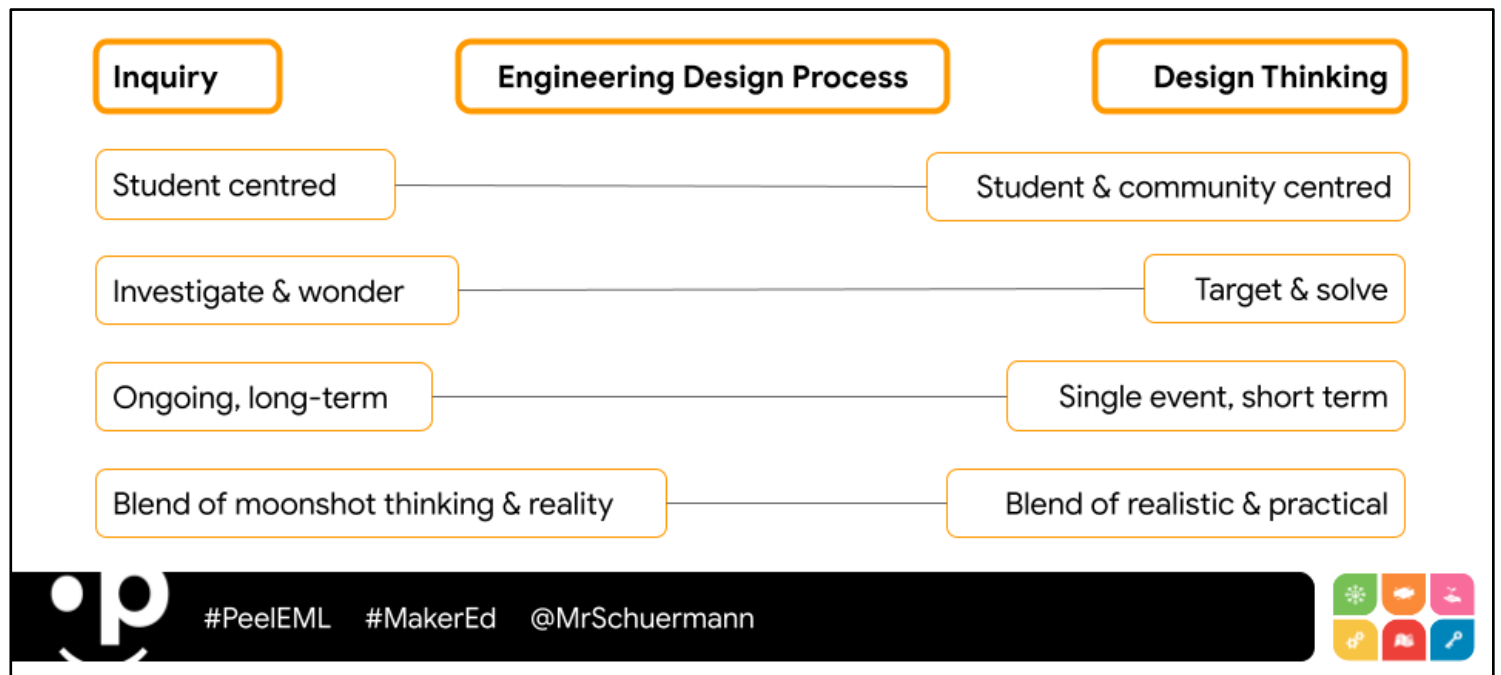 Inquiry Engineering Design Process Design Thinking
Student centred Student & community centred
Investigate & wonder Target & solve
Ongoing, long-term Single event, short term
Blend of moonshot thinking & reality Blend of realistic & practical
p
#PeelEML #MakerEd @MrSchuermann